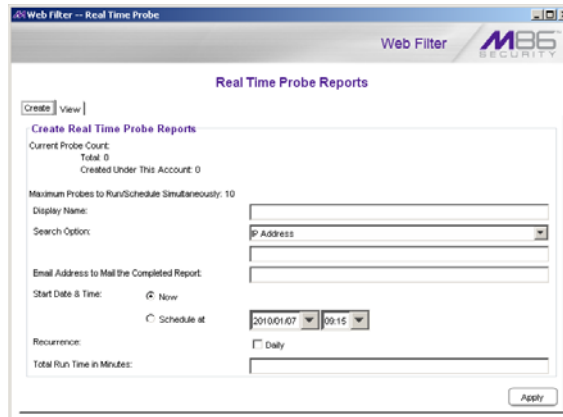 Web Filter -- Real Time Probe
Web Filter M86 SECURITY
Real Time Probe Reports
Create View
Create Real Time Probe Reports
Current Probe Count:
Total: 0
Created Under This Account: 0
Maximum Probes to Run/Schedule Simultaneously: 10
Display Name:
Search Option: IP Address
Email Address to Mail the Completed Report:
Start Date & Time: Now
Schedule at 2010/01/07 09:15
Recurrence: Daily
Total Run Time in Minutes:
Apply